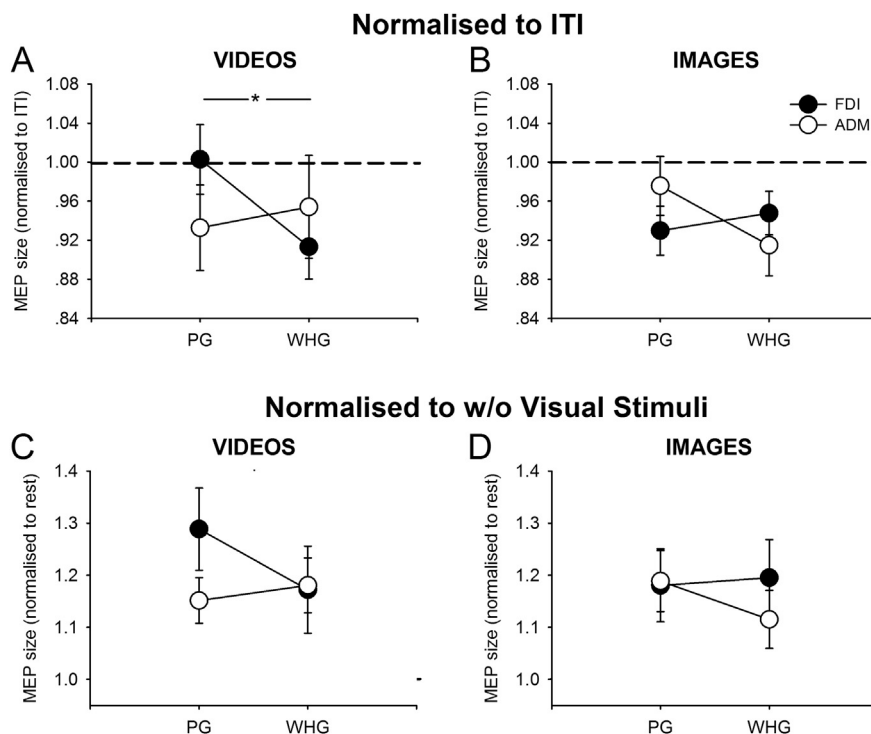 Normalised to ITI
A
VIDEOS
MEP size (normalised to ITI)
1.08
1.04
1.00
.96
.92
.88
.84
*
PG WHG
B
IMAGES
MEP size (normalised to ITI)
1.08
1.04
1.00
.96
.92
.88
.84
FDI
ADM
PG WHG
Normalised to w/o Visual Stimuli
C
VIDEOS
MEP size (normalised to rest)
1.4
1.3
1.2
1.1
1.0
PG WHG
D
IMAGES
MEP size (normalised to rest)
1.4
1.3
1.2
1.1
1.0
PG WHG